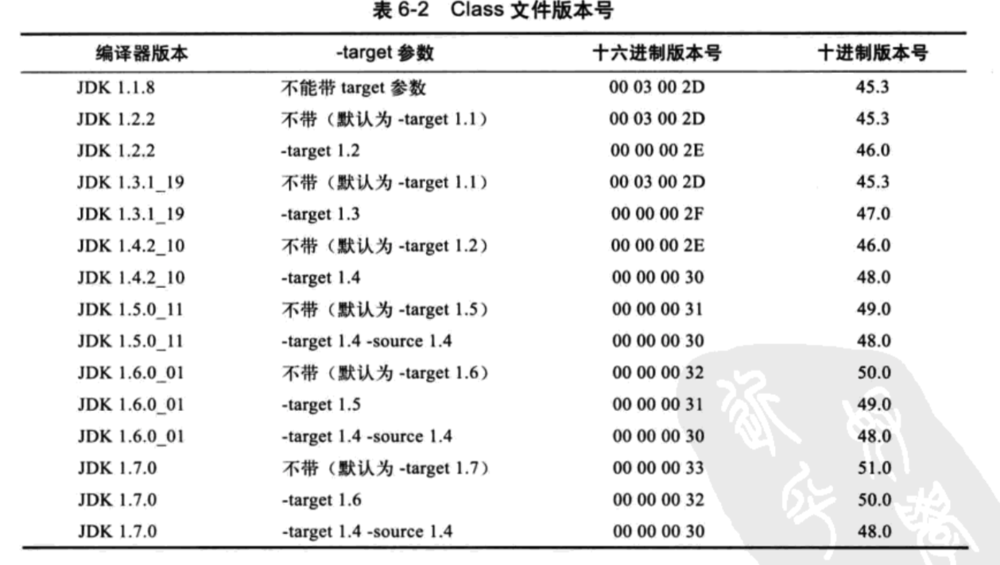 表 6-2 Class 文件版本号
编译器版本 -target 参数 十六进制版本号 十进制版本号
JDK 1.1.8 不能带 target 参数 00 03 00 2D 45.3
JDK 1.2.2 不带（默认为 -target 1.1） 00 03 00 2D 45.3
JDK 1.2.2 -target 1.2 00 00 00 2E 46.0
JDK 1.3.1_19 不带（默认为 -target 1.1） 00 03 00 2D 45.3
JDK 1.3.1_19 -target 1.3 00 00 00 2F 47.0
JDK 1.4.2_10 不带（默认为 -target 1.2） 00 00 00 2E 46.0
JDK 1.4.2_10 -target 1.4 00 00 00 30 48.0
JDK 1.5.0_11 不带（默认为 -target 1.5） 00 00 00 31 49.0
JDK 1.5.0_11 -target 1.4 -source 1.4 00 00 00 30 48.0
JDK 1.6.0_01 不带（默认为 -target 1.6） 00 00 00 32 50.0
JDK 1.6.0_01 -target 1.5 00 00 00 31 49.0
JDK 1.6.0_01 -target 1.4 -source 1.4 00 00 00 30 48.0
JDK 1.7.0 不带（默认为 -target 1.7） 00 00 00 33 51.0
JDK 1.7.0 -target 1.6 00 00 00 32 50.0
JDK 1.7.0 -target 1.4 -source 1.4 00 00 00 30 48.0